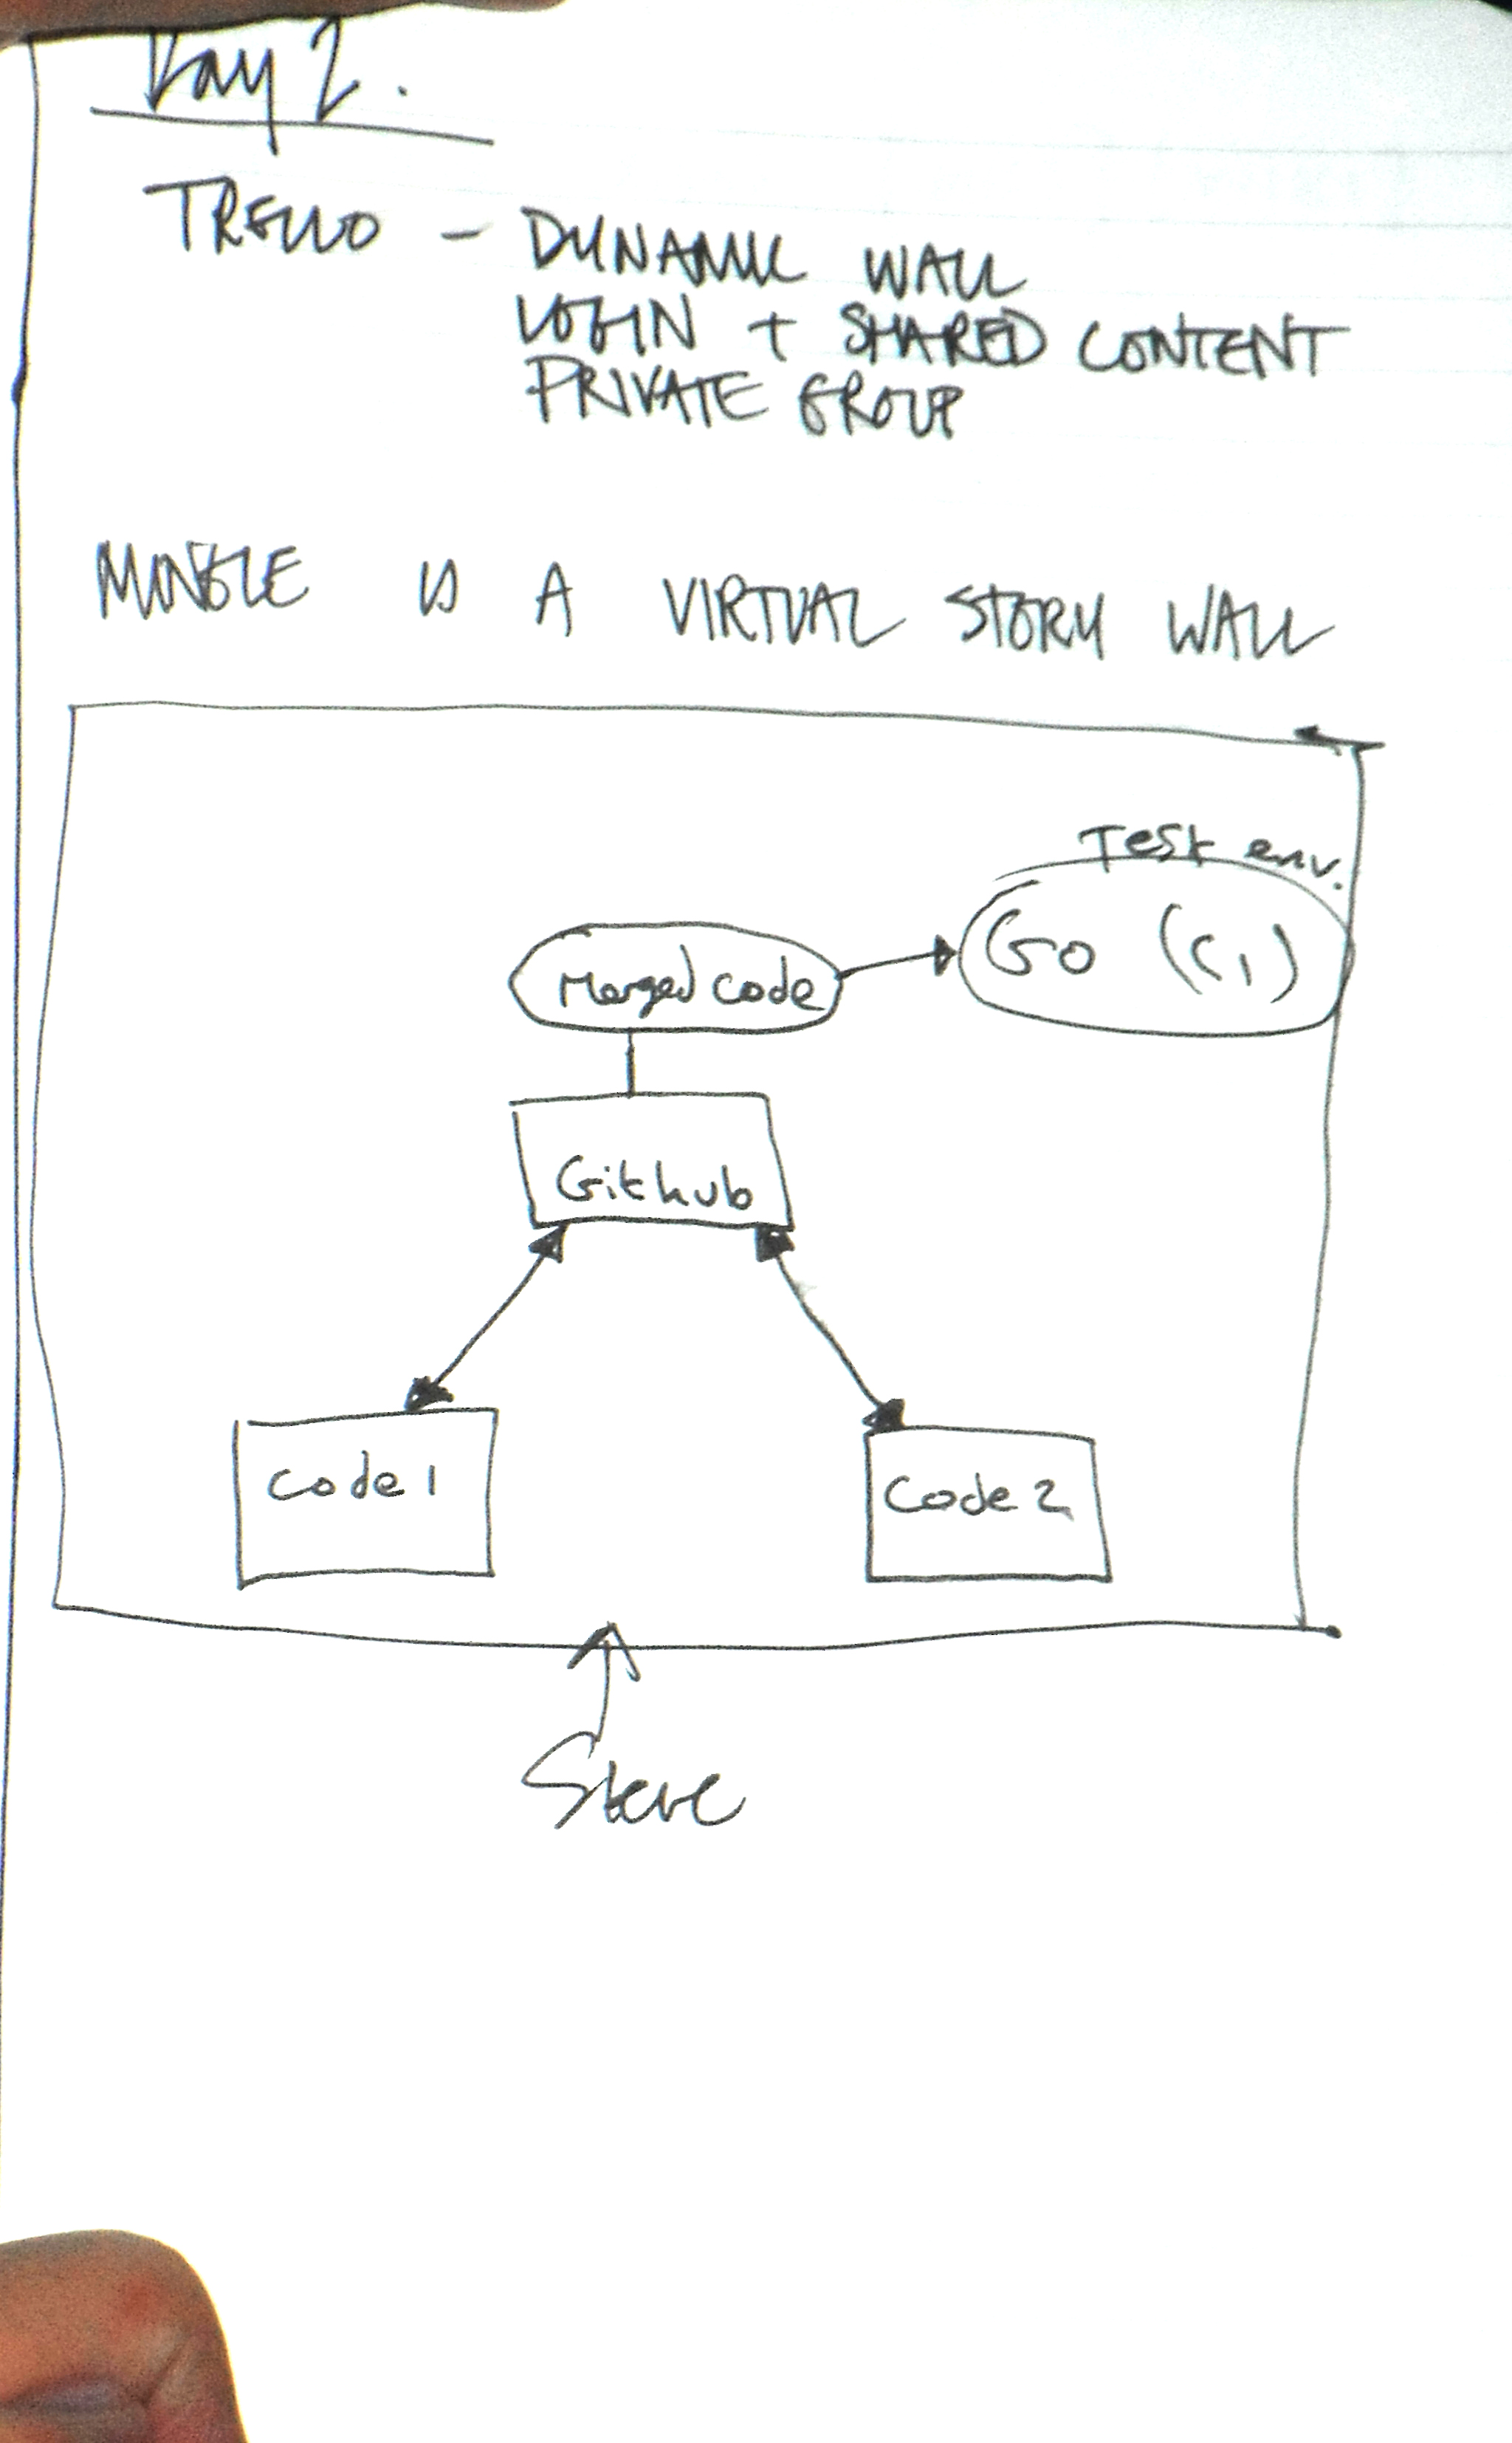 Day 2.
TRELLO - DYNAMIC WALL
LOGIN + SHARED CONTENT
PRIVATE GROUP
MINGLE IS A VIRTUAL STORY WALL
Test env.
Merged code
GO (CI)
Github
Code 1
Code 2
Steve